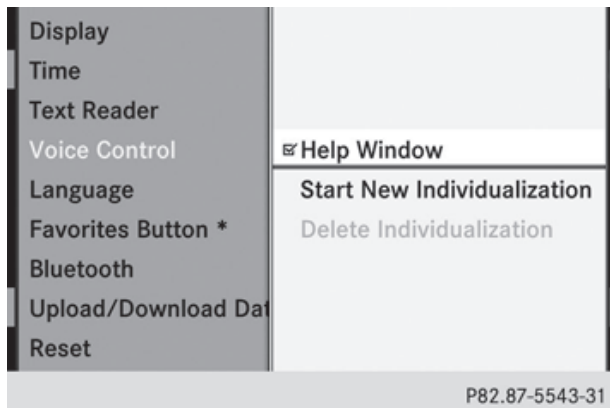 Display
Time
Text Reader
Voice Control
Language
Favorites Button *
Bluetooth
Upload/Download Dat
Reset
Help Window
Start New Individualization
Delete Individualization
P82.87-5543-31